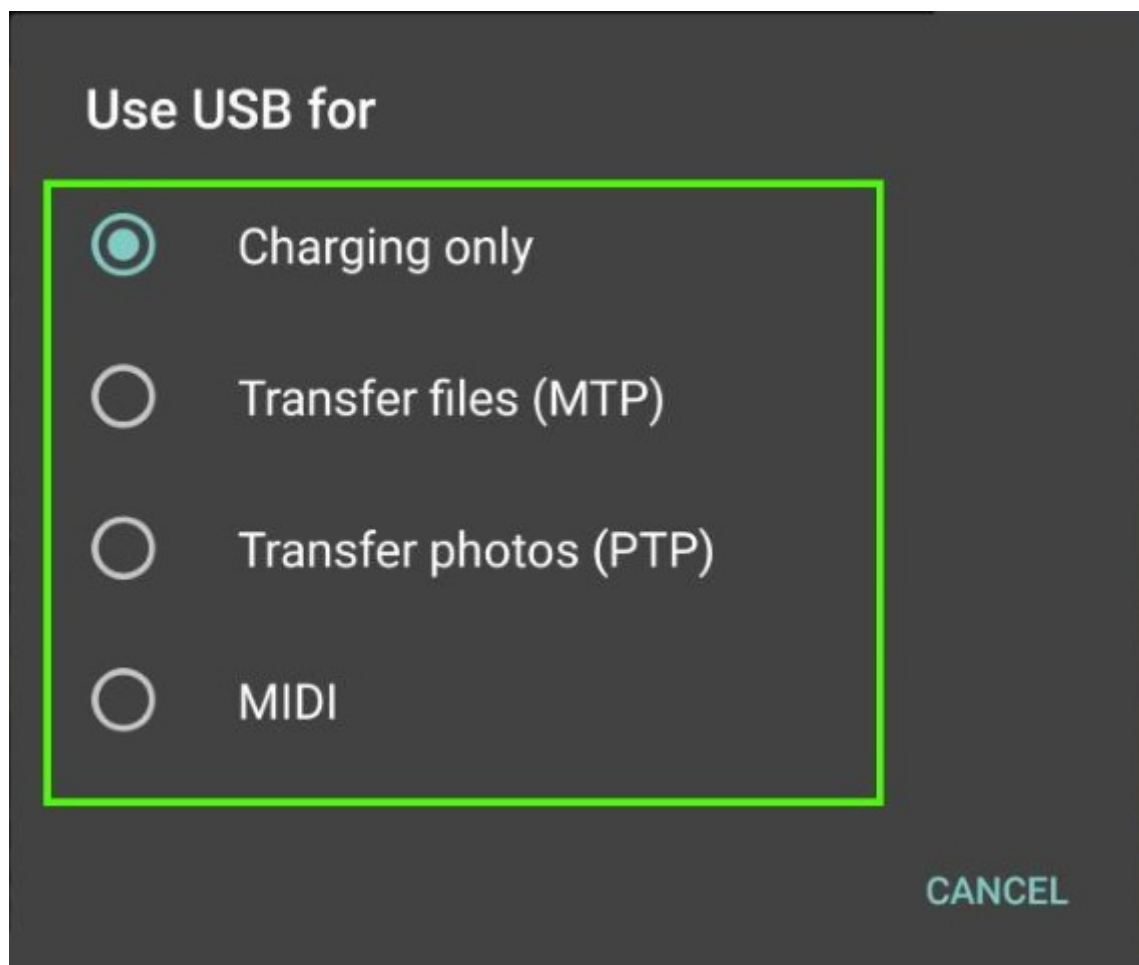 Use USB for
Charging only
Transfer files (MTP)
Transfer photos (PTP)
MIDI
CANCEL